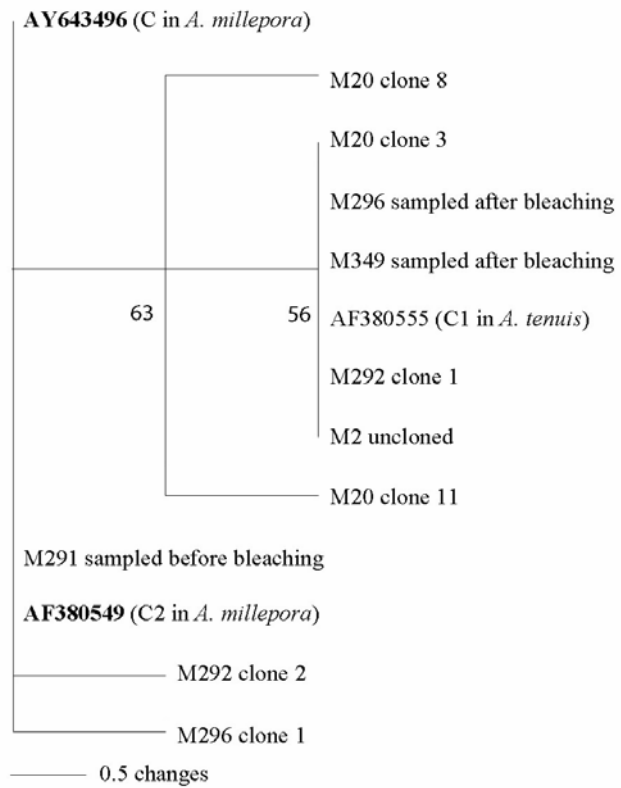 AY643496 (C in A. millepora)
M20 clone 8
M20 clone 3
M296 sampled after bleaching
M349 sampled after bleaching
63
56
AF380555 (C1 in A. tenuis)
M292 clone 1
M2 uncloned
M20 clone 11
M291 sampled before bleaching
AF380549 (C2 in A. millepora)
M292 clone 2
M296 clone 1
0.5 changes